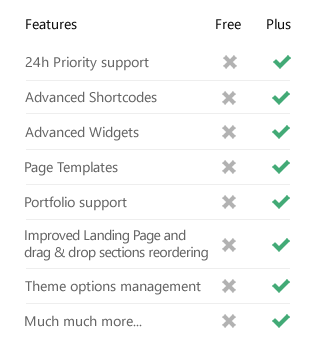 Features Free Plus
24h Priority support
Advanced Shortcodes
Advanced Widgets
Page Templates
Portfolio support
Improved Landing Page and
drag & drop sections reordering
Theme options management
Much much more...